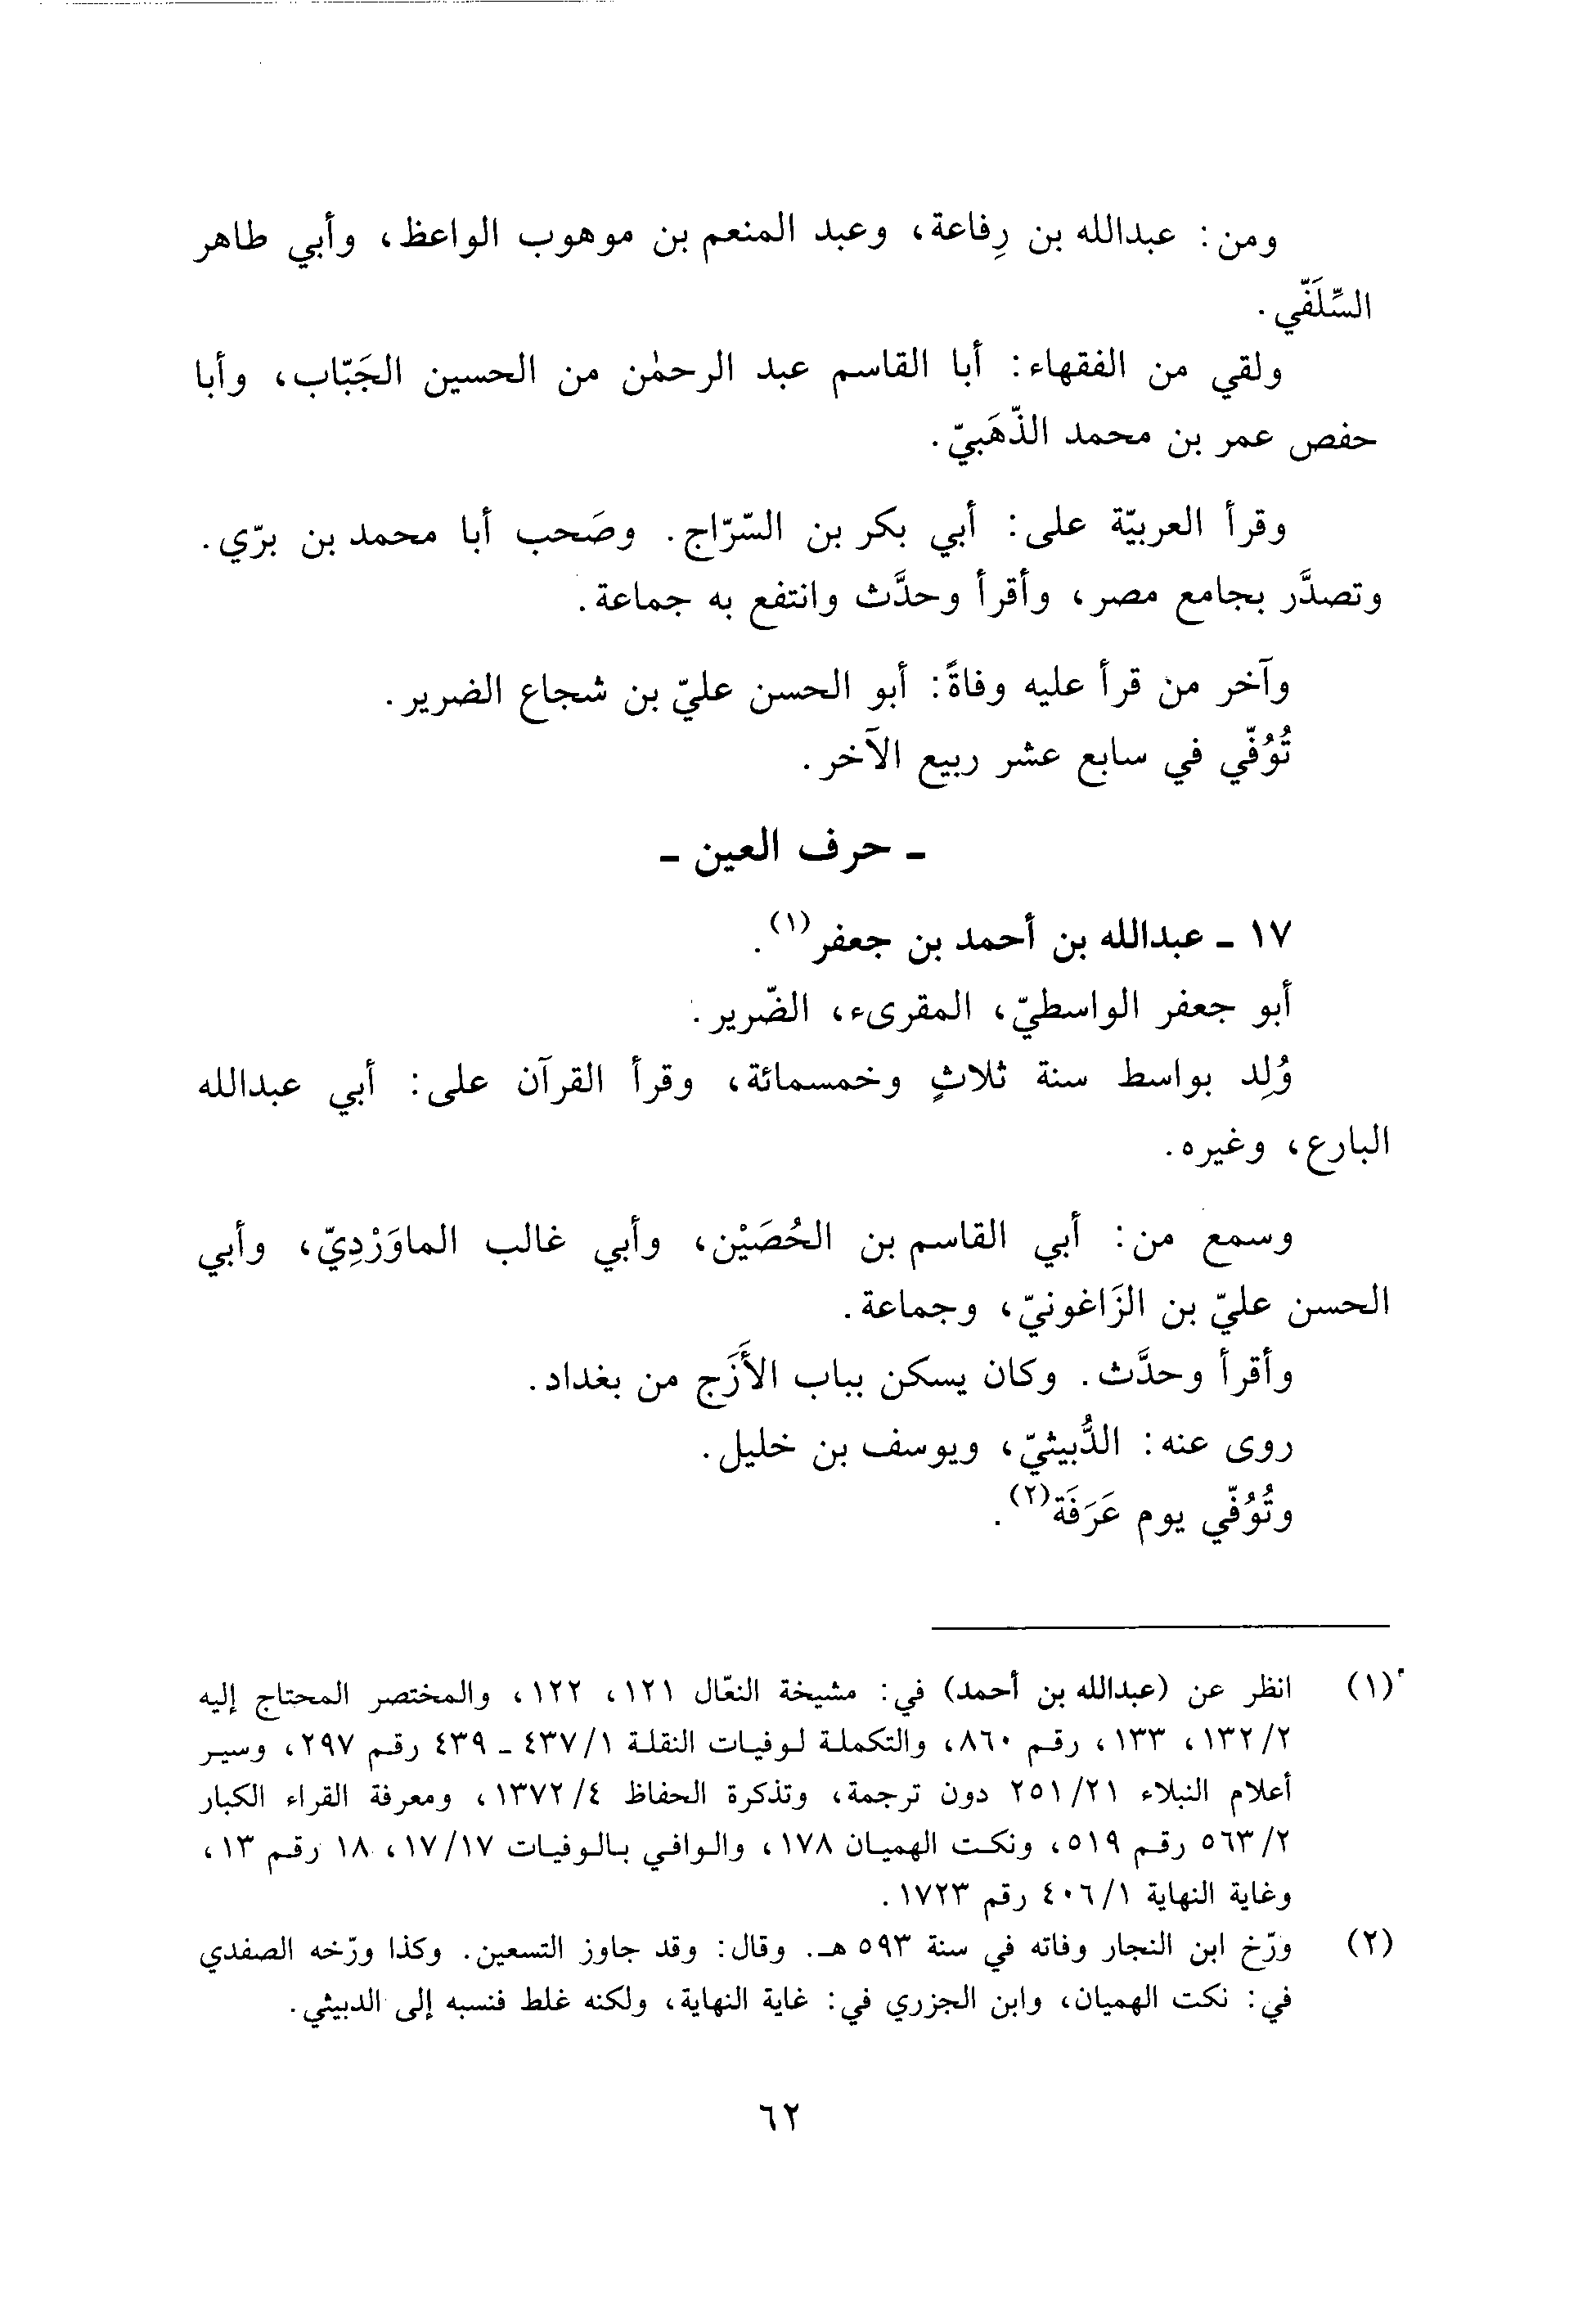 ومن: عبدالله بن رِفاعة، وعبد المنعم بن موهوب الواعظ، وأبي طاهر
السِّلَفّي.
ولقي من الفقهاء: أبا القاسم عبد الرحمٰن من الحسين الجَبّاب، وأبا
حفص عمر بن محمد الذّهَبيّ.
وقرأ العربيّة على: أبي بكر بن السّرّاج. وصَحب أبا محمد بن برّي.
وتصدَّر بجامع مصر، وأقرأ وحدَّث وانتفع به جماعة.
وآخر من قرأ عليه وفاةً: أبو الحسن عليّ بن شجاع الضرير.
تُوُفّي في سابع عشر ربيع الآخر.
ـ حرف العين ـ
١٧ ـ عبدالله بن أحمد بن جعفر(١).
أبو جعفر الواسطيّ، المقرىء، الضّرير.
وُلِد بواسط سنة ثلاثٍ وخمسمائة، وقرأ القرآن على: أبي عبدالله
البارع، وغيره.
وسمع من: أبي القاسم بن الحُصَيْن، وأبي غالب الماوَرْدِيّ، وأبي
الحسن عليّ بن الزَاغونيّ، وجماعة.
وأقرأ وحدَّث. وكان يسكن بباب الأَزَج من بغداد.
روى عنه: الدُّبيثيّ، ويوسف بن خليل.
وتُوُفّي يوم عَرَفَة(٢).
(١) انظر عن (عبدالله بن أحمد) في: مشيخة النعّال ١٢١، ١٢٢، والمختصر المحتاج إليه
٢/ ١٣٢، ١٣٣، رقم ٨٦٠، والتكملة لوفيات النقلة ١/ ٤٣٧ ـ ٤٣٩ رقم ٢٩٧، وسير
أعلام النبلاء ٢١/ ٢٥١ دون ترجمة، وتذكرة الحفاظ ٤/ ١٣٧٢، ومعرفة القراء الكبار
٢/ ٥٦٣ رقم ٥١٩، ونكت الهميان ١٧٨، والوافي بالوفيات ١٧/ ١٧، ١٨ رقم ١٣،
وغاية النهاية ١/ ٤٠٦ رقم ١٧٢٣.
(٢) ورّخ ابن النجار وفاته في سنة ٥٩٣ هـ. وقال: وقد جاوز التسعين. وكذا ورّخه الصفدي
في: نكت الهميان، وابن الجزري في: غاية النهاية، ولكنه غلط فنسبه إلى الدبيثي.
٦٢